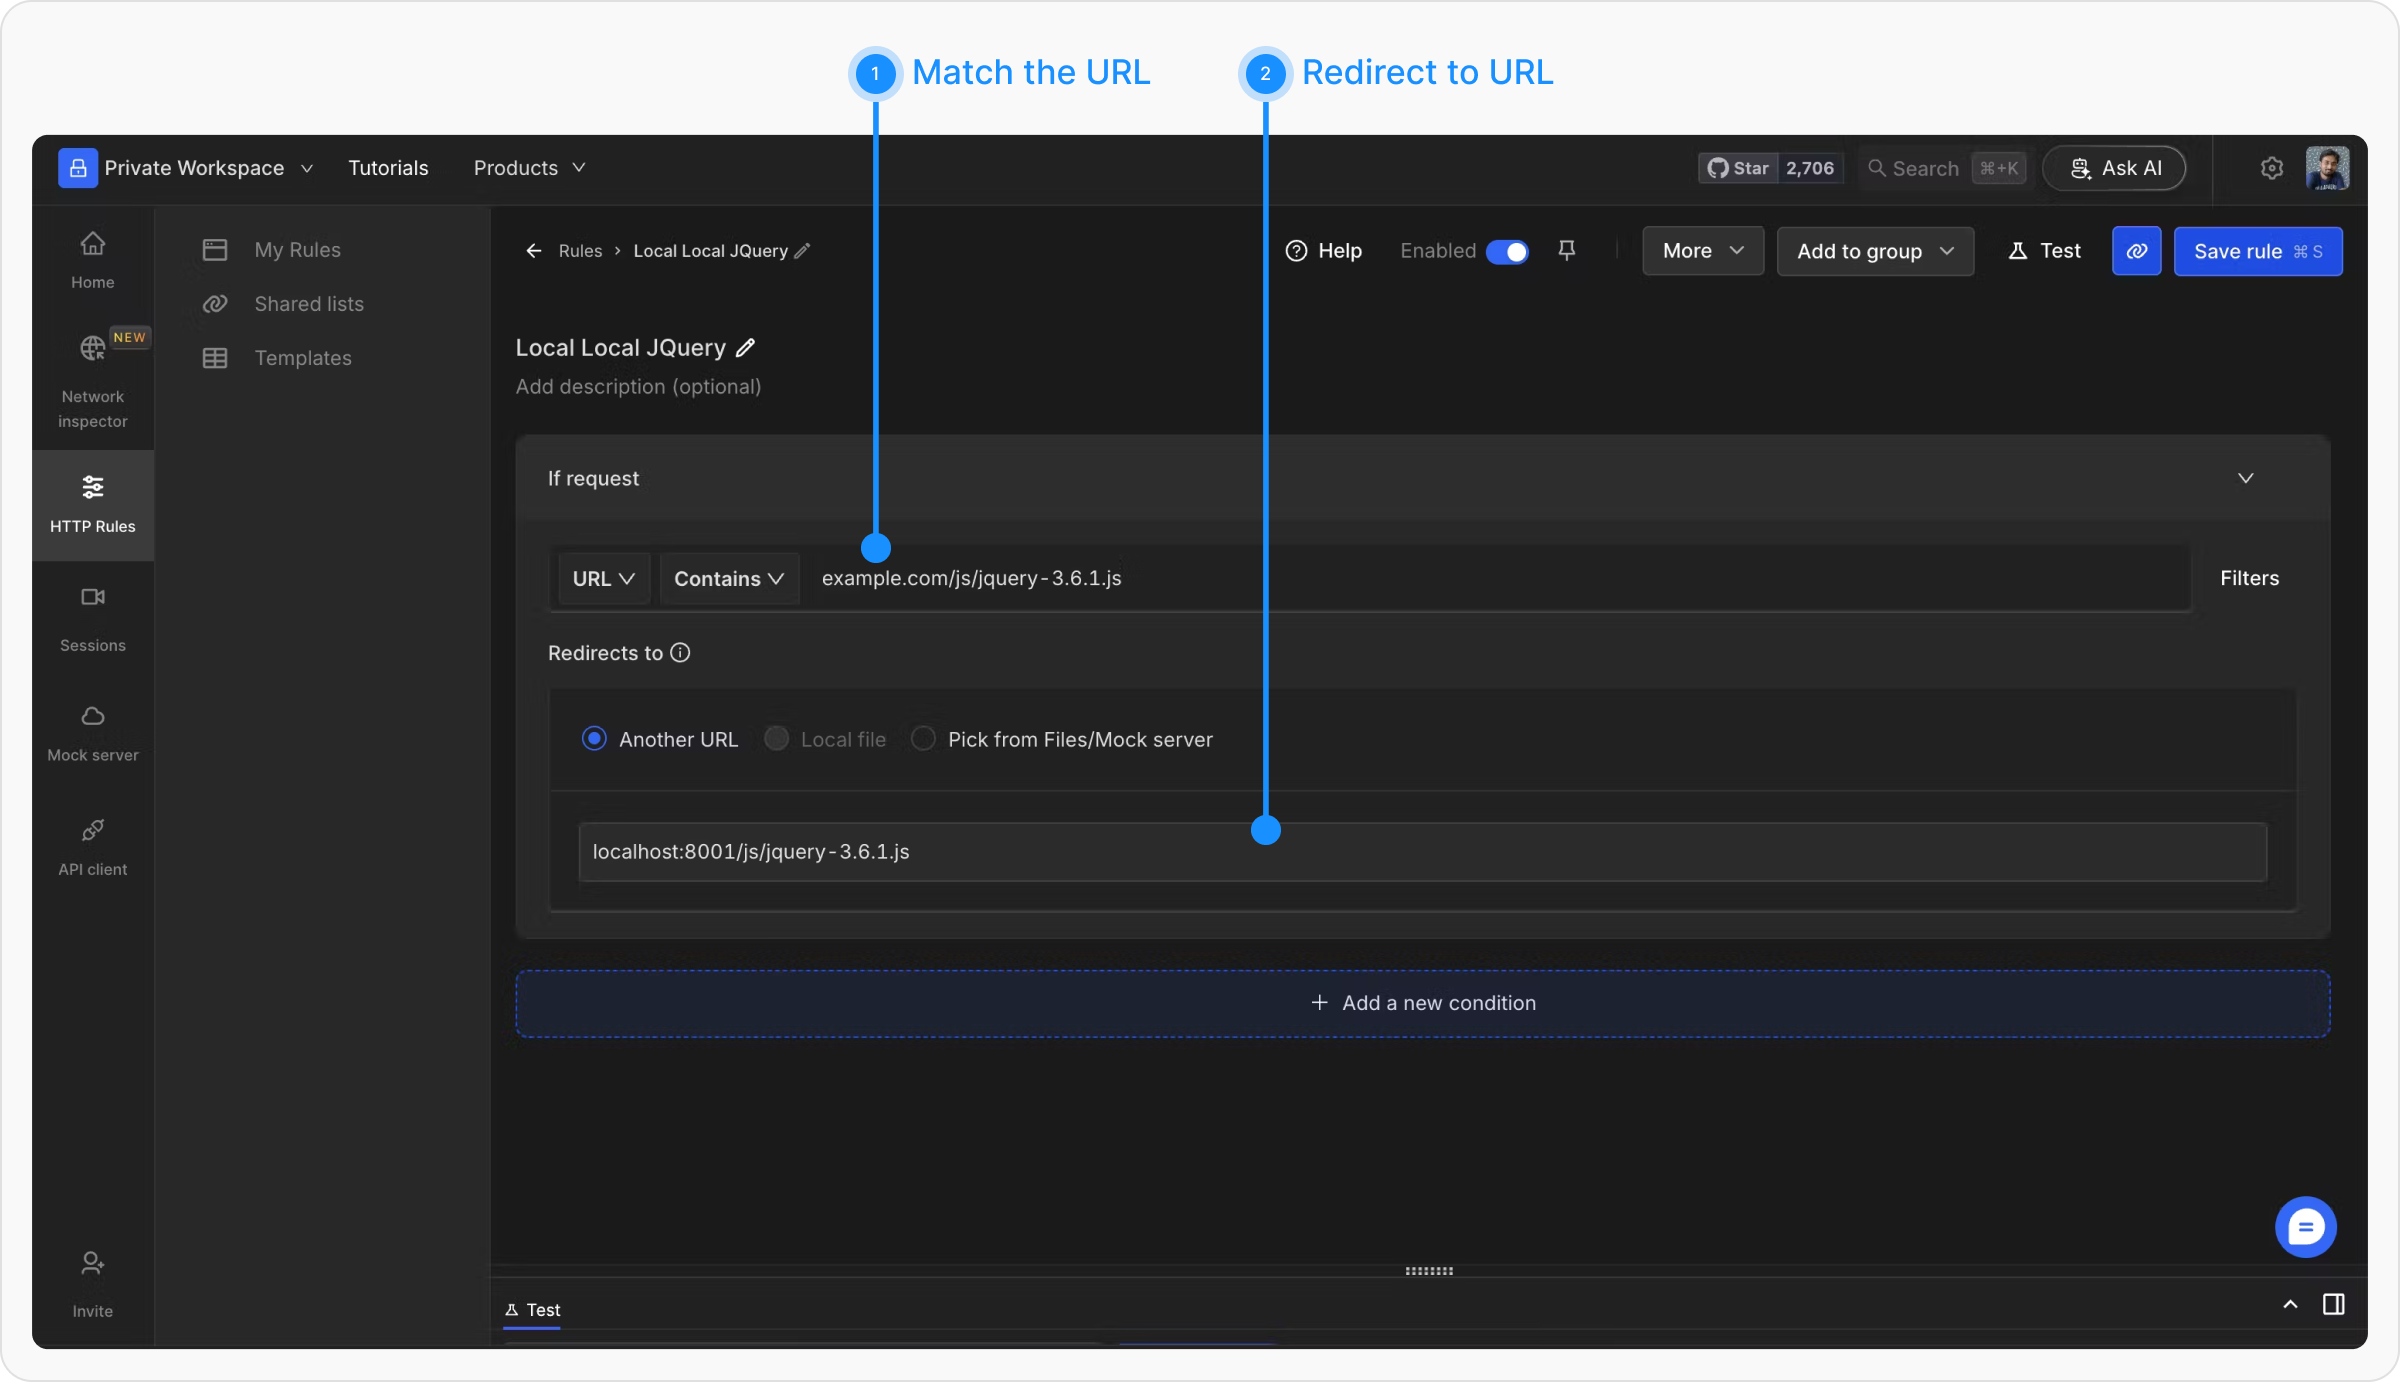 1 Match the URL 2 Redirect to URL
Private Workspace Tutorials Products Star 2,706 Search ⌘+K Ask AI
Home
NEW
Network
inspector
HTTP Rules
Sessions
Mock server
API client
Invite
My Rules
Shared lists
Templates
Rules > Local Local JQuery Help Enabled More Add to group Test Save rule ⌘ S
Local Local JQuery
Add description (optional)
If request
URL Contains example.com/js/jquery-3.6.1.js Filters
Redirects to
Another URL Local file Pick from Files/Mock server
localhost:8001/js/jquery-3.6.1.js
+ Add a new condition
Test